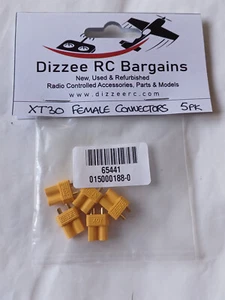 Dizzee RC Bargains
New, Used & Refurbished
Radio Controlled Accessories, Parts & Models
www.dizzeerc.com
XT30 FEMALE CONNECTORS 5PK
65441
015000188-0